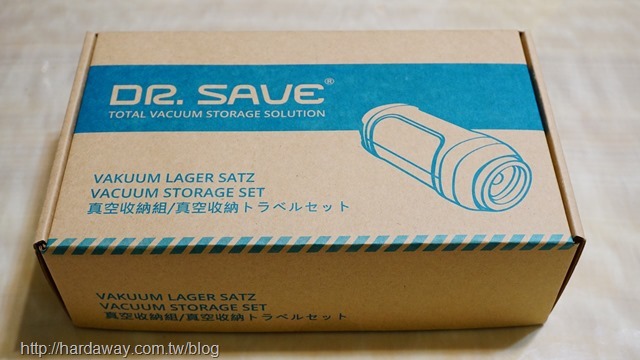 DR. SAVE®
TOTAL VACUUM STORAGE SOLUTION
VAKUUM LAGER SATZ
VACUUM STORAGE SET
真空收納組/真空收納トラベルセット
VAKUUM LAGER SATZ
VACUUM STORAGE SET
真空收納組/真空收納トラベルセット
http://hardaway.com.tw/blog